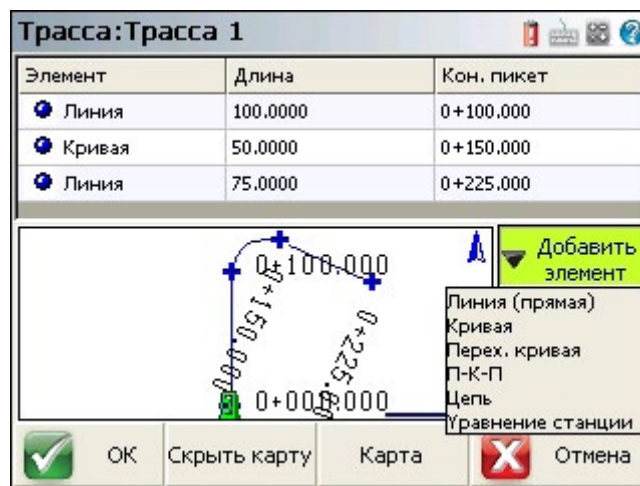 Трасса:Трасса 1
Элемент Длина Кон. пикет
Линия 100.0000 0+100.000
Кривая 50.0000 0+150.000
Линия 75.0000 0+225.000
0+100.000
0+150.000
0+225.00
0+000.000
Добавить
элемент
Линия (прямая)
Кривая
Перех. кривая
П-К-П
Цепь
Уравнение станции
ОК Скрыть карту Карта Отмена